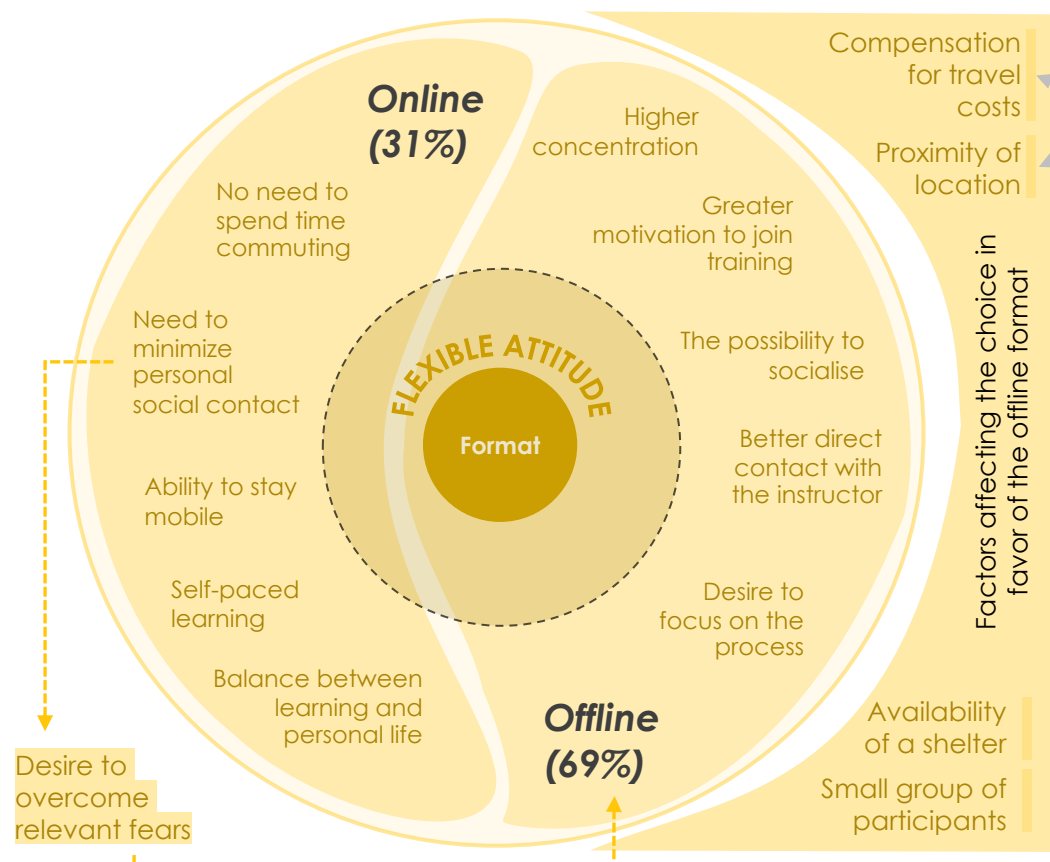 Online
(31%)
No need to
spend time
commuting
Need to
minimize
personal
social contact
Ability to stay
mobile
Self-paced
learning
Balance between
learning and
personal life
Desire to
overcome
relevant fears
FLEXIBLE ATTITUDE
Format
Higher
concentration
Greater
motivation to join
training
The possibility to
socialise
Better direct
contact with
the instructor
Desire to
focus on the
process
Offline
(69%)
Compensation
for travel
costs
Proximity of
location
Factors affecting the choice in
favor of the offline format
Availability
of a shelter
Small group of
participants